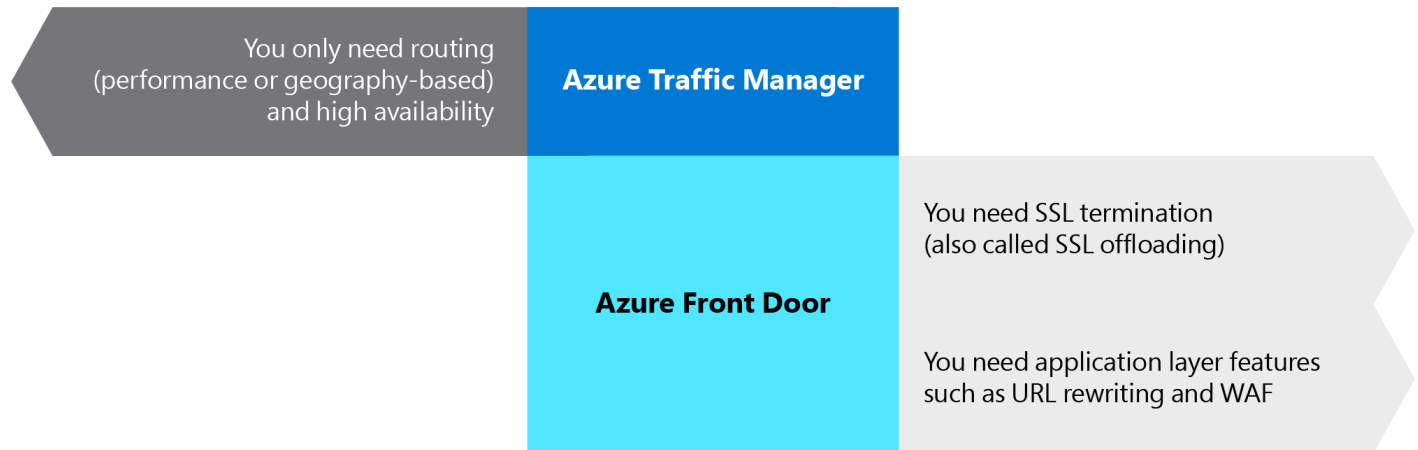 You only need routing
(performance or geography-based)
and high availability
Azure Traffic Manager
Azure Front Door
You need SSL termination
(also called SSL offloading)
You need application layer features
such as URL rewriting and WAF